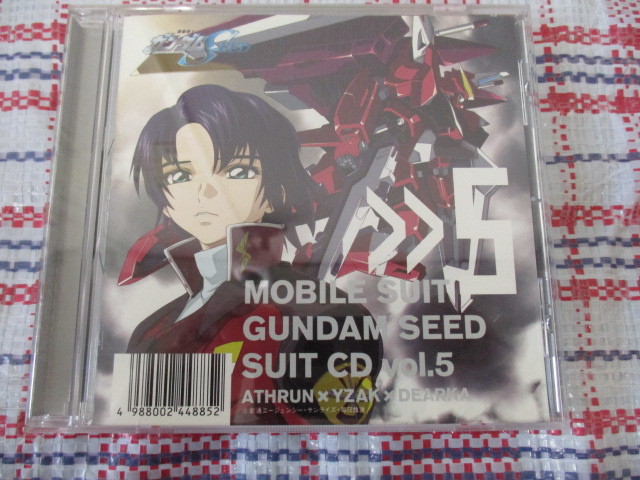 >>5
MOBILE SUIT
GUNDAM SEED
SUIT CD vol.5
ATHRUN×YZAK×DEARKA
4 988002 448852